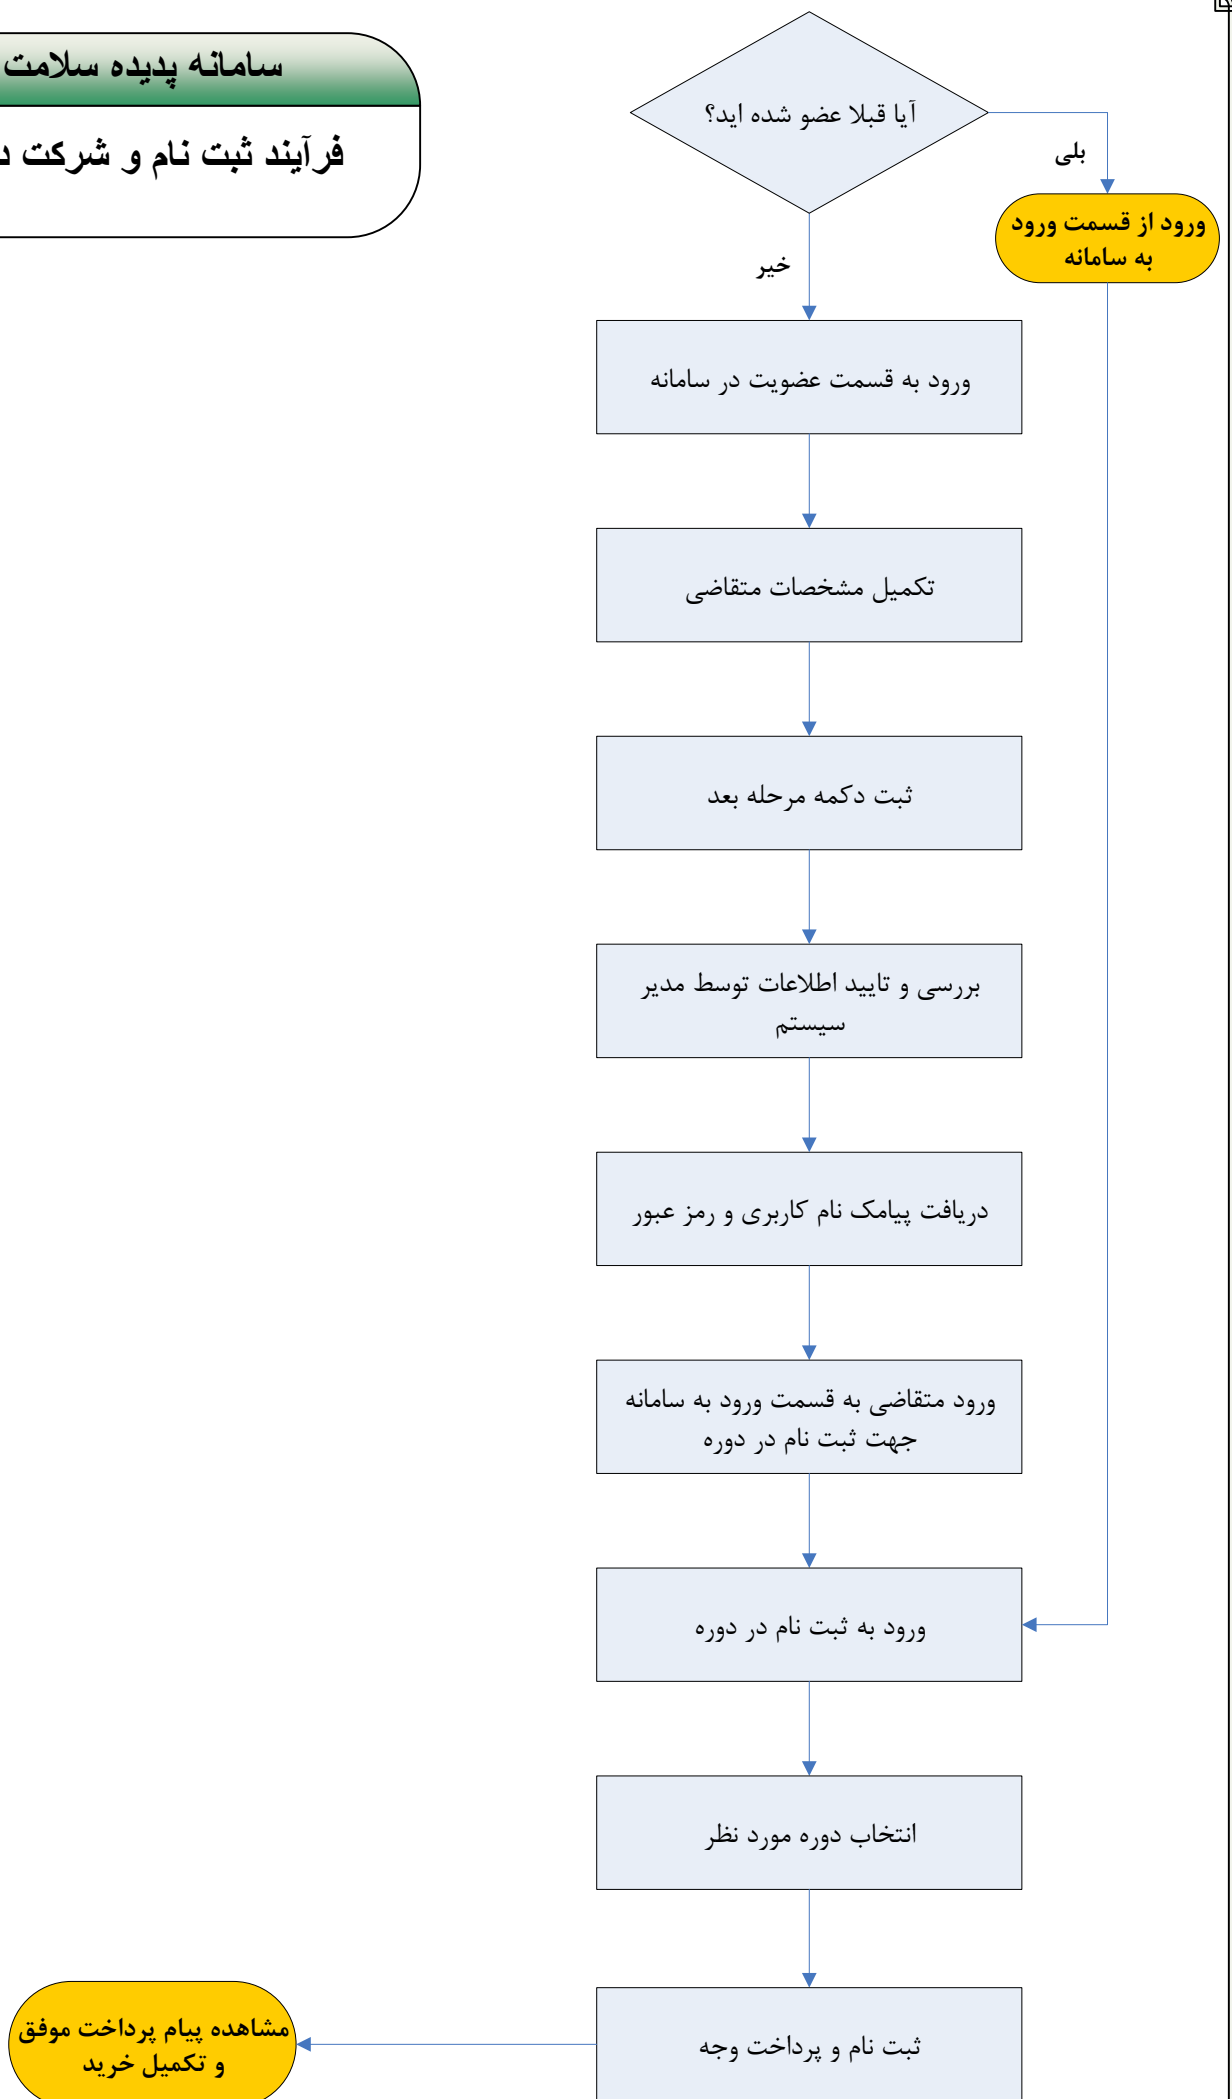 سامانه پدیده سلامت
فرآیند ثبت نام و شرکت
آیا قبلا عضو شده اید؟
بلی
ورود از قسمت ورود
به سامانه
خیر
ورود به قسمت عضویت در سامانه
تکمیل مشخصات متقاضی
ثبت دکمه مرحله بعد
بررسی و تایید اطلاعات توسط مدیر
سیستم
دریافت پیامک نام کاربری و رمز عبور
ورود متقاضی به قسمت ورود به سامانه
جهت ثبت نام در دوره
ورود به ثبت نام در دوره
انتخاب دوره مورد نظر
ثبت نام و پرداخت وجه
مشاهده پیام پرداخت موفق
و تکمیل خرید